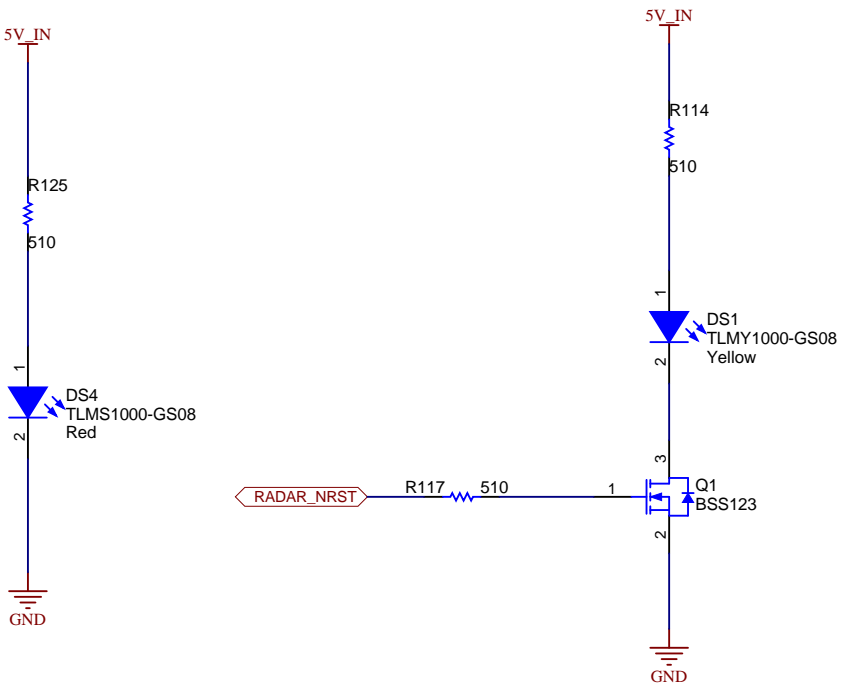 5V_IN
R125
510
1
DS4
TLMS1000-GS08
Red
2
GND
5V_IN
R114
510
1
DS1
TLMY1000-GS08
Yellow
2
RADAR_NRST
R117 510
1
3
Q1
BSS123
2
GND